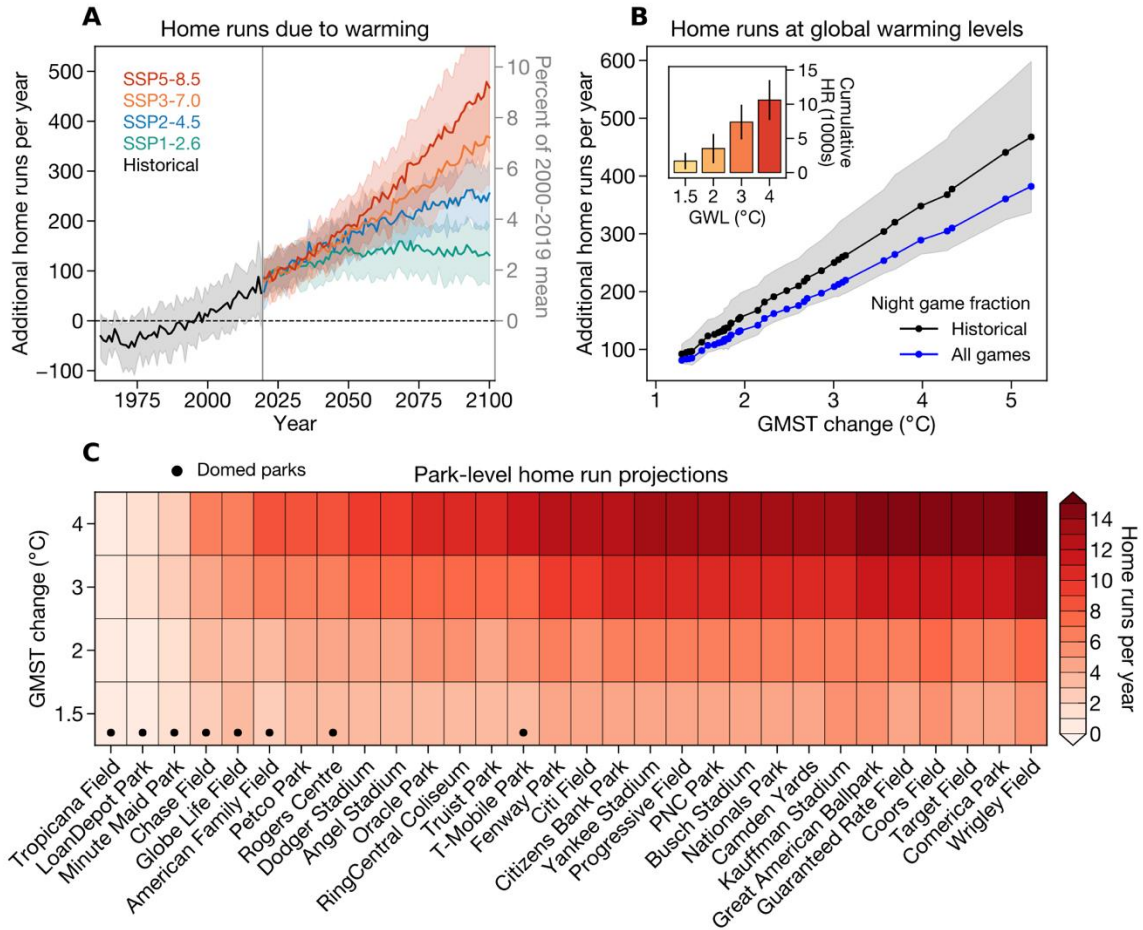 A
Home runs due to warming
Additional home runs per year
500
400
300
200
100
0
−100
SSP5-8.5
SSP3-7.0
SSP2-4.5
SSP1-2.6
Historical
10
8
6
4
2
0
Percent of 2000-2019 mean
1975
2000
2025
2050
2075
2100
Year
B
Home runs at global warming levels
Additional home runs per year
600
500
400
300
200
100
15
10
5
0
Cumulative
HR (1000s)
1.5
2
3
4
GWL (°C)
Night game fraction
Historical
All games
1
2
3
4
5
GMST change (°C)
C
Domed parks
Park-level home run projections
GMST change (°C)
4
3
2
1.5
14
12
10
8
6
4
2
0
Home runs per year
Tropicana Field
LoanDepot Park
Minute Maid Park
Chase Field
Globe Life Field
American Family Field
Petco Park
Rogers Centre
Dodger Stadium
Angel Stadium
Oracle Park
RingCentral Coliseum
Truist Park
T-Mobile Park
Fenway Park
Citi Field
Citizens Bank Park
Yankee Stadium
Progressive Field
PNC Park
Busch Stadium
Nationals Park
Camden Yards
Kauffman Stadium
Great American Ballpark
Guaranteed Rate Field
Coors Field
Target Field
Comerica Park
Wrigley Field